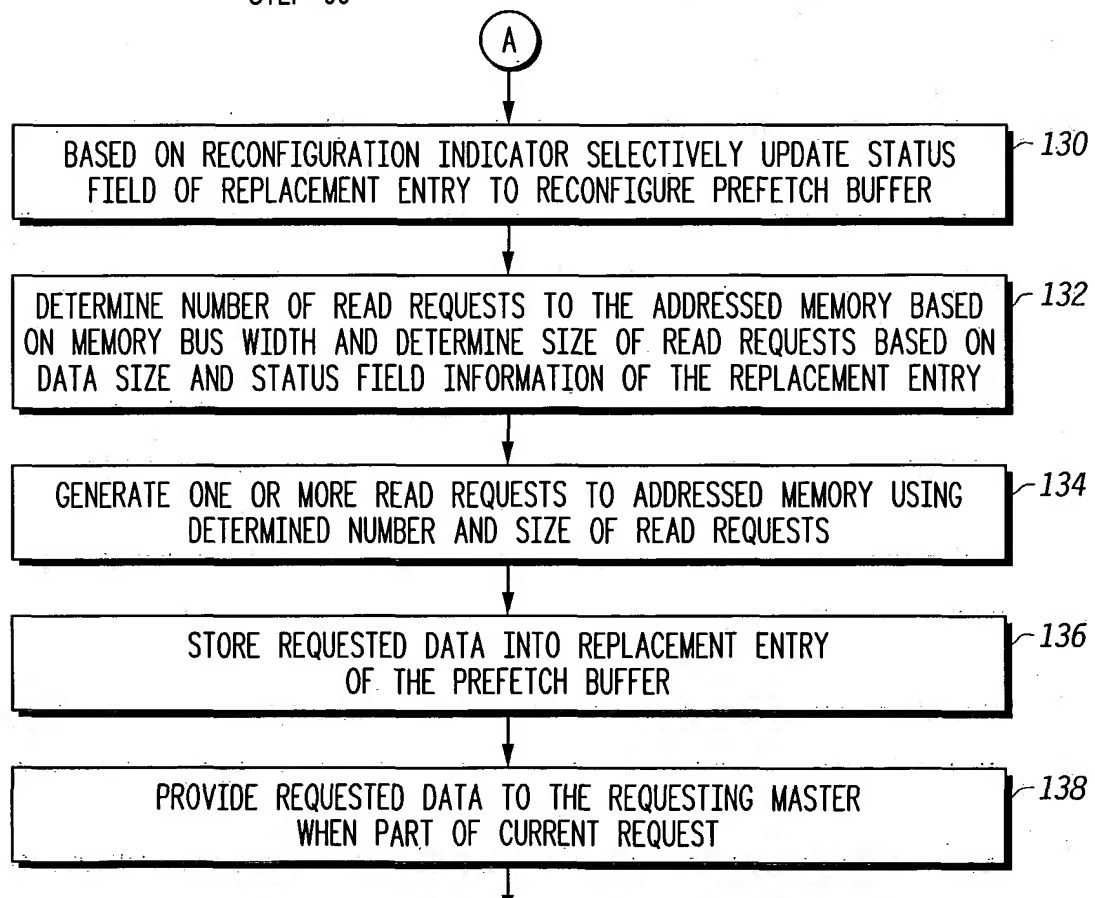 A
BASED ON RECONFIGURATION INDICATOR SELECTIVELY UPDATE STATUS
FIELD OF REPLACEMENT ENTRY TO RECONFIGURE PREFETCH BUFFER
130
DETERMINE NUMBER OF READ REQUESTS TO THE ADDRESSED MEMORY BASED
ON MEMORY BUS WIDTH AND DETERMINE SIZE OF READ REQUESTS BASED ON
DATA SIZE AND STATUS FIELD INFORMATION OF THE REPLACEMENT ENTRY
132
GENERATE ONE OR MORE READ REQUESTS TO ADDRESSED MEMORY USING
DETERMINED NUMBER AND SIZE OF READ REQUESTS
134
STORE REQUESTED DATA INTO REPLACEMENT ENTRY
OF THE PREFETCH BUFFER
136
PROVIDE REQUESTED DATA TO THE REQUESTING MASTER
WHEN PART OF CURRENT REQUEST
138